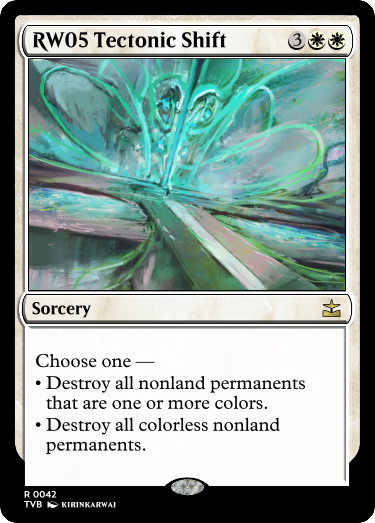 RW05 Tectonic Shift 3
Sorcery
Choose one —
• Destroy all nonland permanents
that are one or more colors.
• Destroy all colorless nonland
permanents.
R 0042
TVB KIRINKARWAI